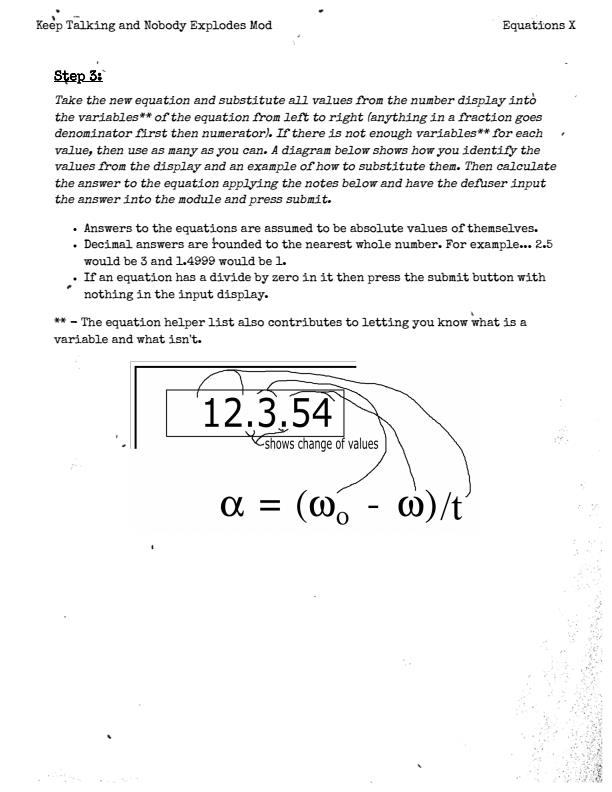 Keep Talking and Nobody Explodes Mod Equations X
Step 3:
Take the new equation and substitute all values from the number display into
the variables** of the equation from left to right (anything in a fraction goes
denominator first then numerator). If there is not enough variables** for each
value, then use as many as you can. A diagram below shows how you identify the
values from the display and an example of how to substitute them. Then calculate
the answer to the equation applying the notes below and have the defuser input
the answer into the module and press submit.
• Answers to the equations are assumed to be absolute values of themselves.
• Decimal answers are rounded to the nearest whole number. For example... 2.5
would be 3 and 1.4999 would be 1.
• If an equation has a divide by zero in it then press the submit button with
nothing in the input display.
** - The equation helper list also contributes to letting you know what is a
variable and what isn't.
12.3.54
shows change of values
α = (ω₀ - ω)/t